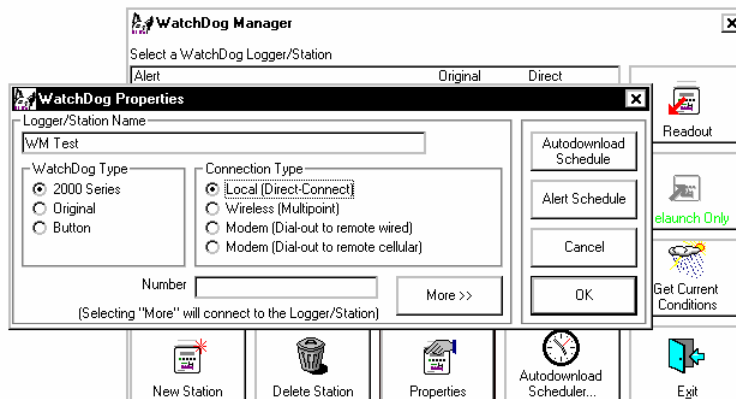 WatchDog Manager
Select a WatchDog Logger/Station
Alert Original Direct
WatchDog Properties
Logger/Station Name
WM Test
WatchDog Type
2000 Series
Original
Button
Connection Type
Local (Direct-Connect)
Wireless (Multipoint)
Modem (Dial-out to remote wired)
Modem (Dial-out to remote cellular)
Number
More >>
(Selecting "More" will connect to the Logger/Station)
Autodownload
Schedule
Alert Schedule
Cancel
OK
Readout
elaunch Only
Get Current
Conditions
New Station
Delete Station
Properties
Autodownload
Scheduler...
Exit